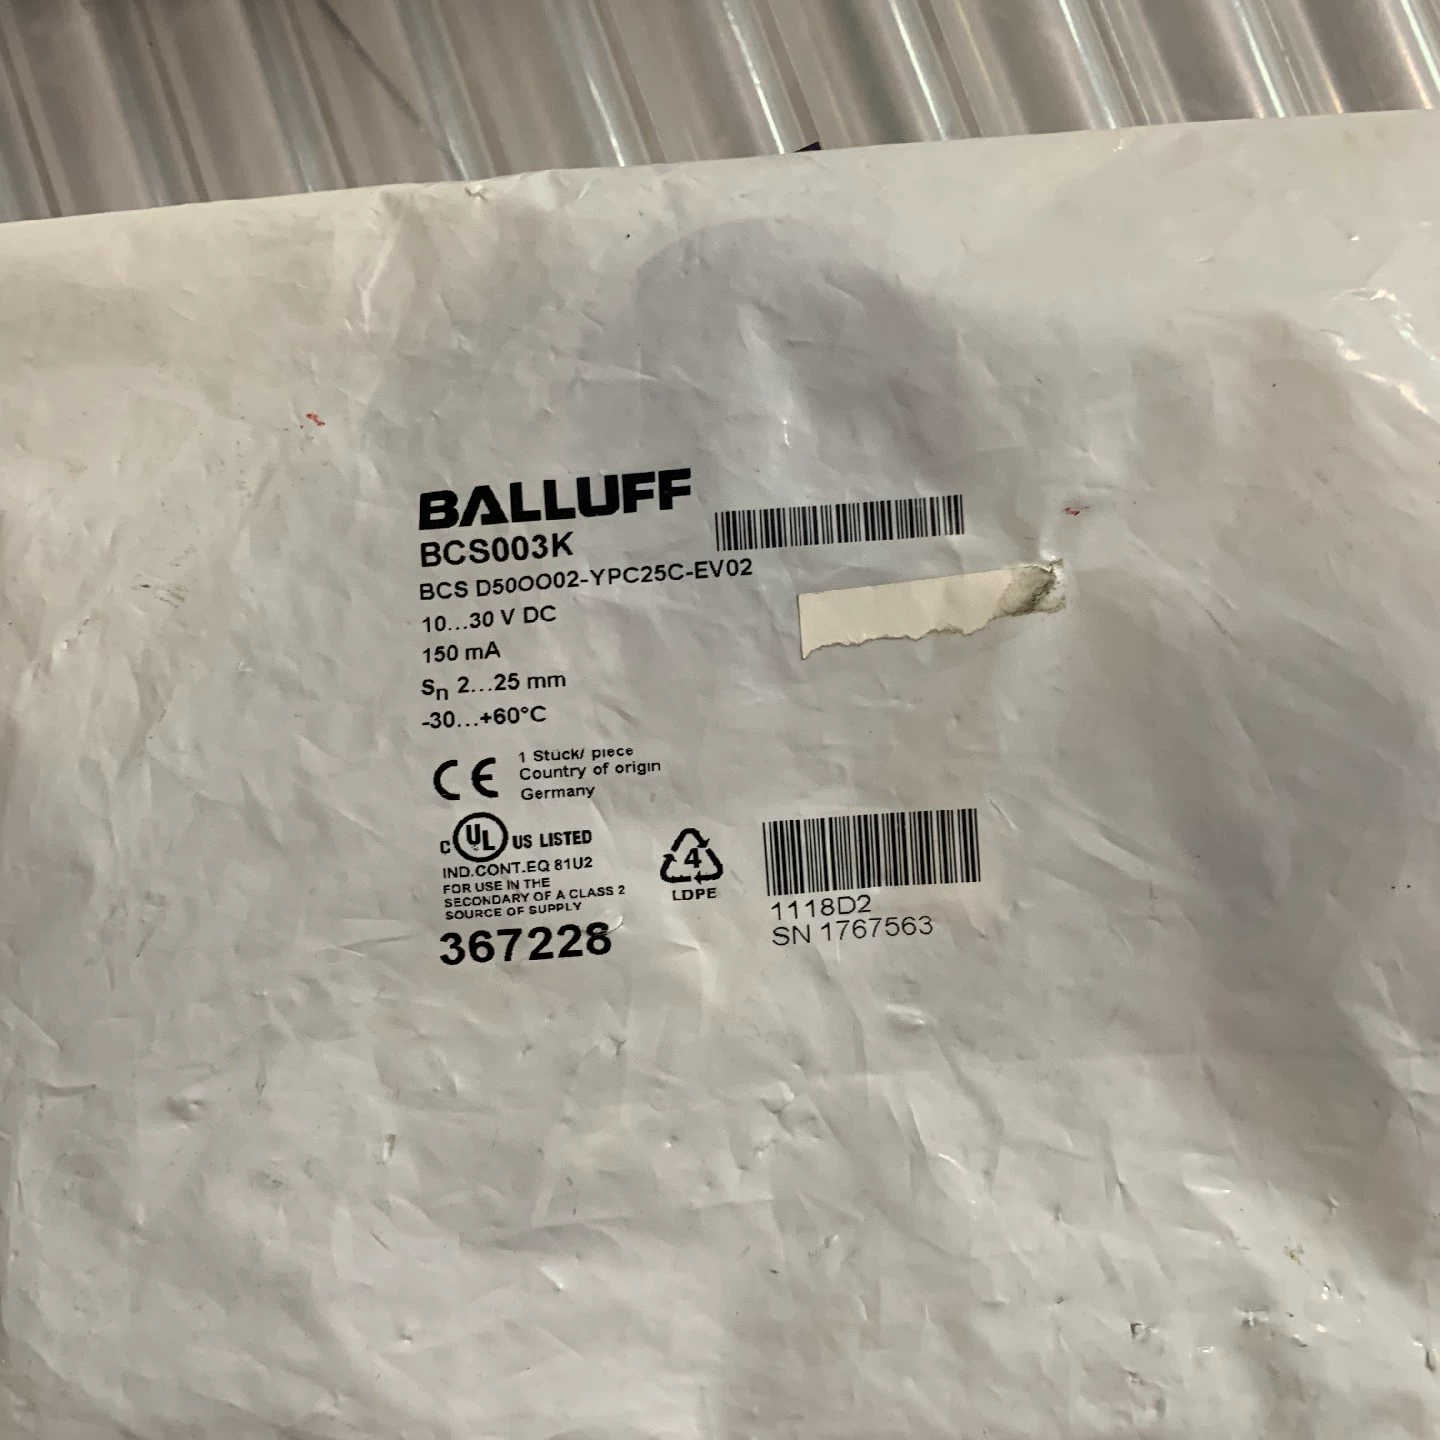 BALLUFF
BCS003K
BCS D50OO02-YPC25C-EV02
10...30 V DC
150 mA
Sn 2...25 mm
-30...+60°C
CE
1 Stück/ piece
Country of origin
Germany
C UL US LISTED
IND.CONT.EQ 81U2
FOR USE IN THE
SECONDARY OF A CLASS 2
SOURCE OF SUPPLY
367228
4
LDPE
1118D2
SN 1767563